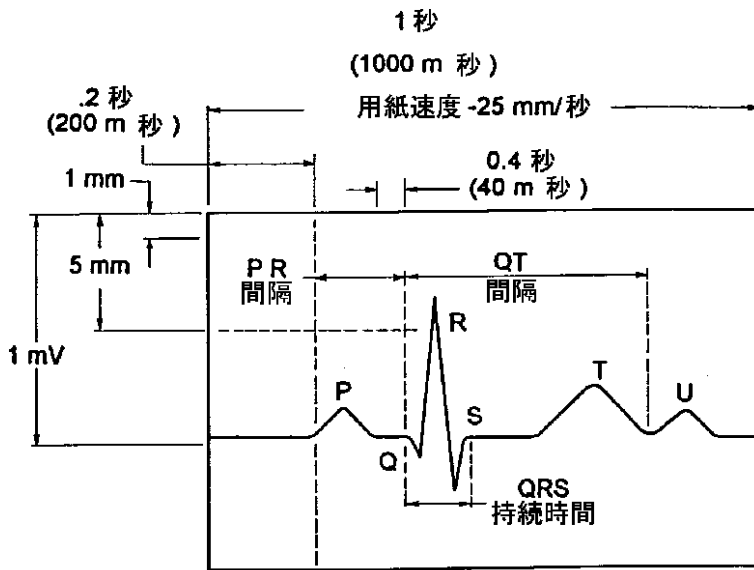 1 秒
(1000 m 秒)
用紙速度 -25 mm/秒
.2 秒
(200 m 秒)
0.4 秒
(40 m 秒)
1 mm
5 mm
P R
間隔
QT
間隔
1 mV
R
P
T
U
S
Q
QRS
持続時間